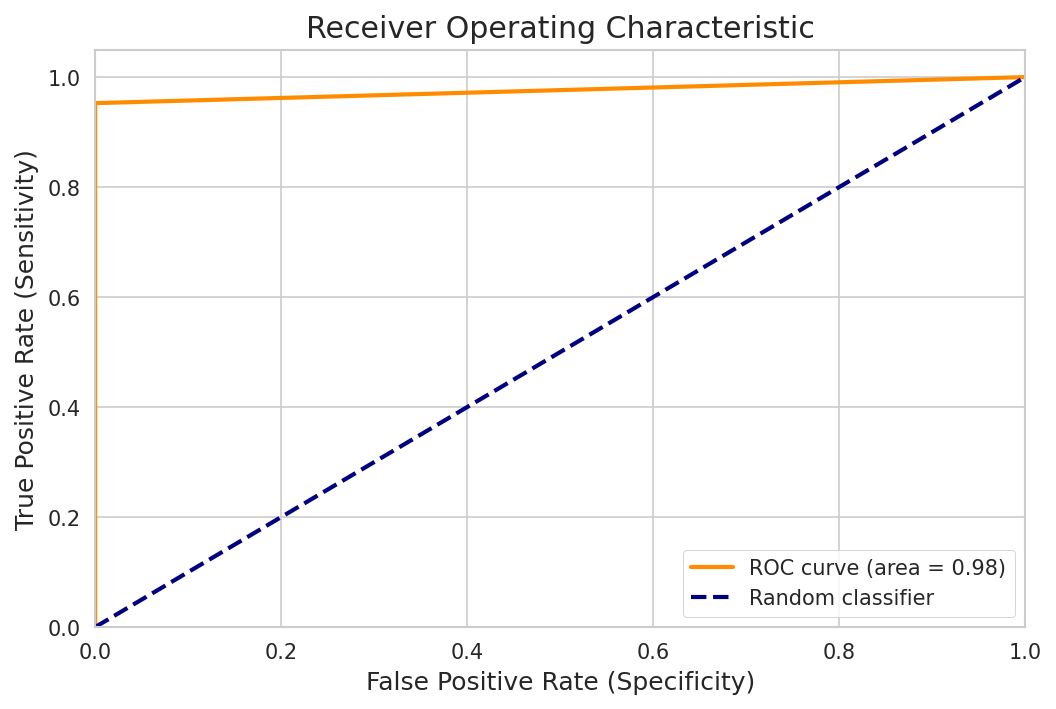 Receiver Operating Characteristic
True Positive Rate (Sensitivity)
1.0
0.8
0.6
0.4
0.2
0.0
ROC curve (area = 0.98)
Random classifier
0.0 0.2 0.4 0.6 0.8 1.0
False Positive Rate (Specificity)